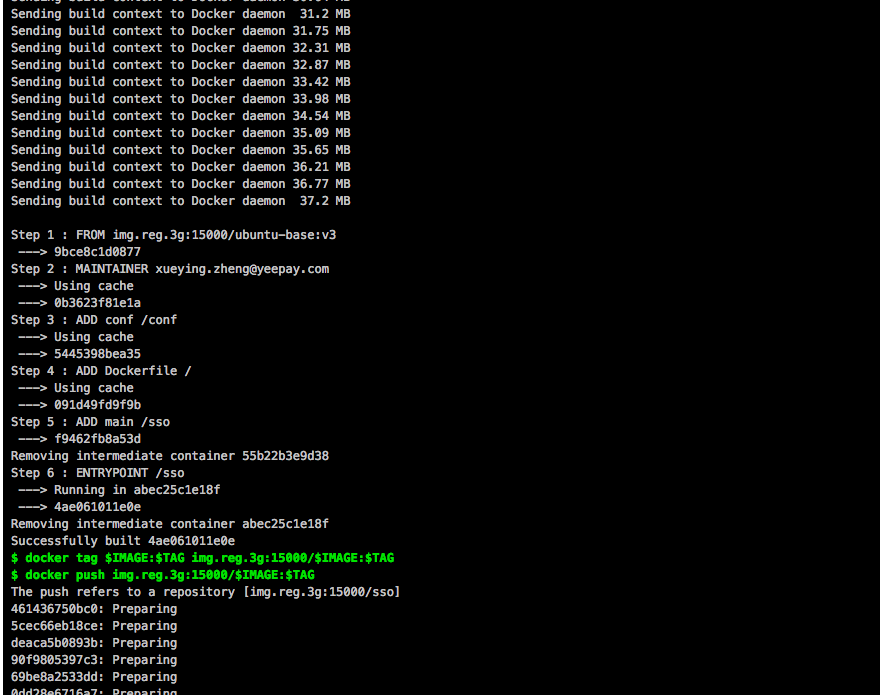 Sending build context to Docker daemon  31.2 MB
Sending build context to Docker daemon 31.75 MB
Sending build context to Docker daemon 32.31 MB
Sending build context to Docker daemon 32.87 MB
Sending build context to Docker daemon 33.42 MB
Sending build context to Docker daemon 33.98 MB
Sending build context to Docker daemon 34.54 MB
Sending build context to Docker daemon 35.09 MB
Sending build context to Docker daemon 35.65 MB
Sending build context to Docker daemon 36.21 MB
Sending build context to Docker daemon 36.77 MB
Sending build context to Docker daemon  37.2 MB
Step 1 : FROM img.reg.3g:15000/ubuntu-base:v3
 ---> 9bce8c1d0877
Step 2 : MAINTAINER xueying.zheng@yeepay.com
 ---> Using cache
 ---> 0b3623f81e1a
Step 3 : ADD conf /conf
 ---> Using cache
 ---> 5445398bea35
Step 4 : ADD Dockerfile /
 ---> Using cache
 ---> 091d49fd9f9b
Step 5 : ADD main /sso
 ---> f9462fb8a53d
Removing intermediate container 55b22b3e9d38
Step 6 : ENTRYPOINT /sso
 ---> Running in abec25c1e18f
 ---> 4ae061011e0e
Removing intermediate container abec25c1e18f
Successfully built 4ae061011e0e
$ docker tag $IMAGE:$TAG img.reg.3g:15000/$IMAGE:$TAG
$ docker push img.reg.3g:15000/$IMAGE:$TAG
The push refers to a repository [img.reg.3g:15000/sso]
461436750bc0: Preparing
5cec66eb18ce: Preparing
deaca5b0893b: Preparing
90f9805397c3: Preparing
69be8a2533dd: Preparing
0dd28e6716a7: Preparing